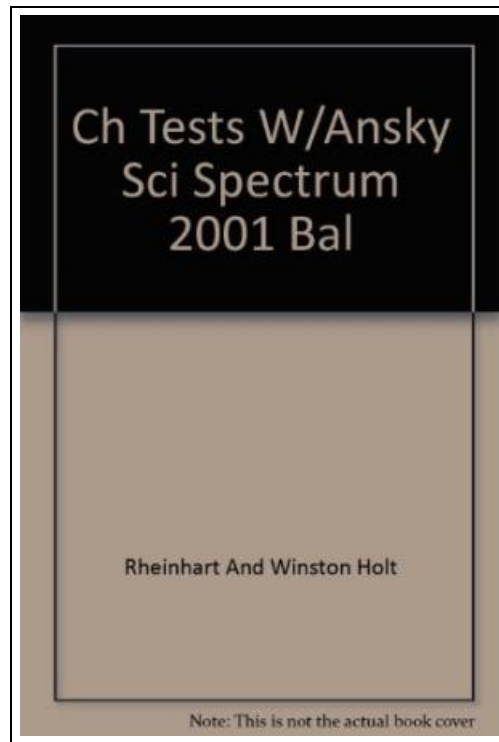 Ch Tests W/Ansky
Sci Spectrum
2001 Bal
Rheinhart And Winston Holt
Note: This is not the actual book cover